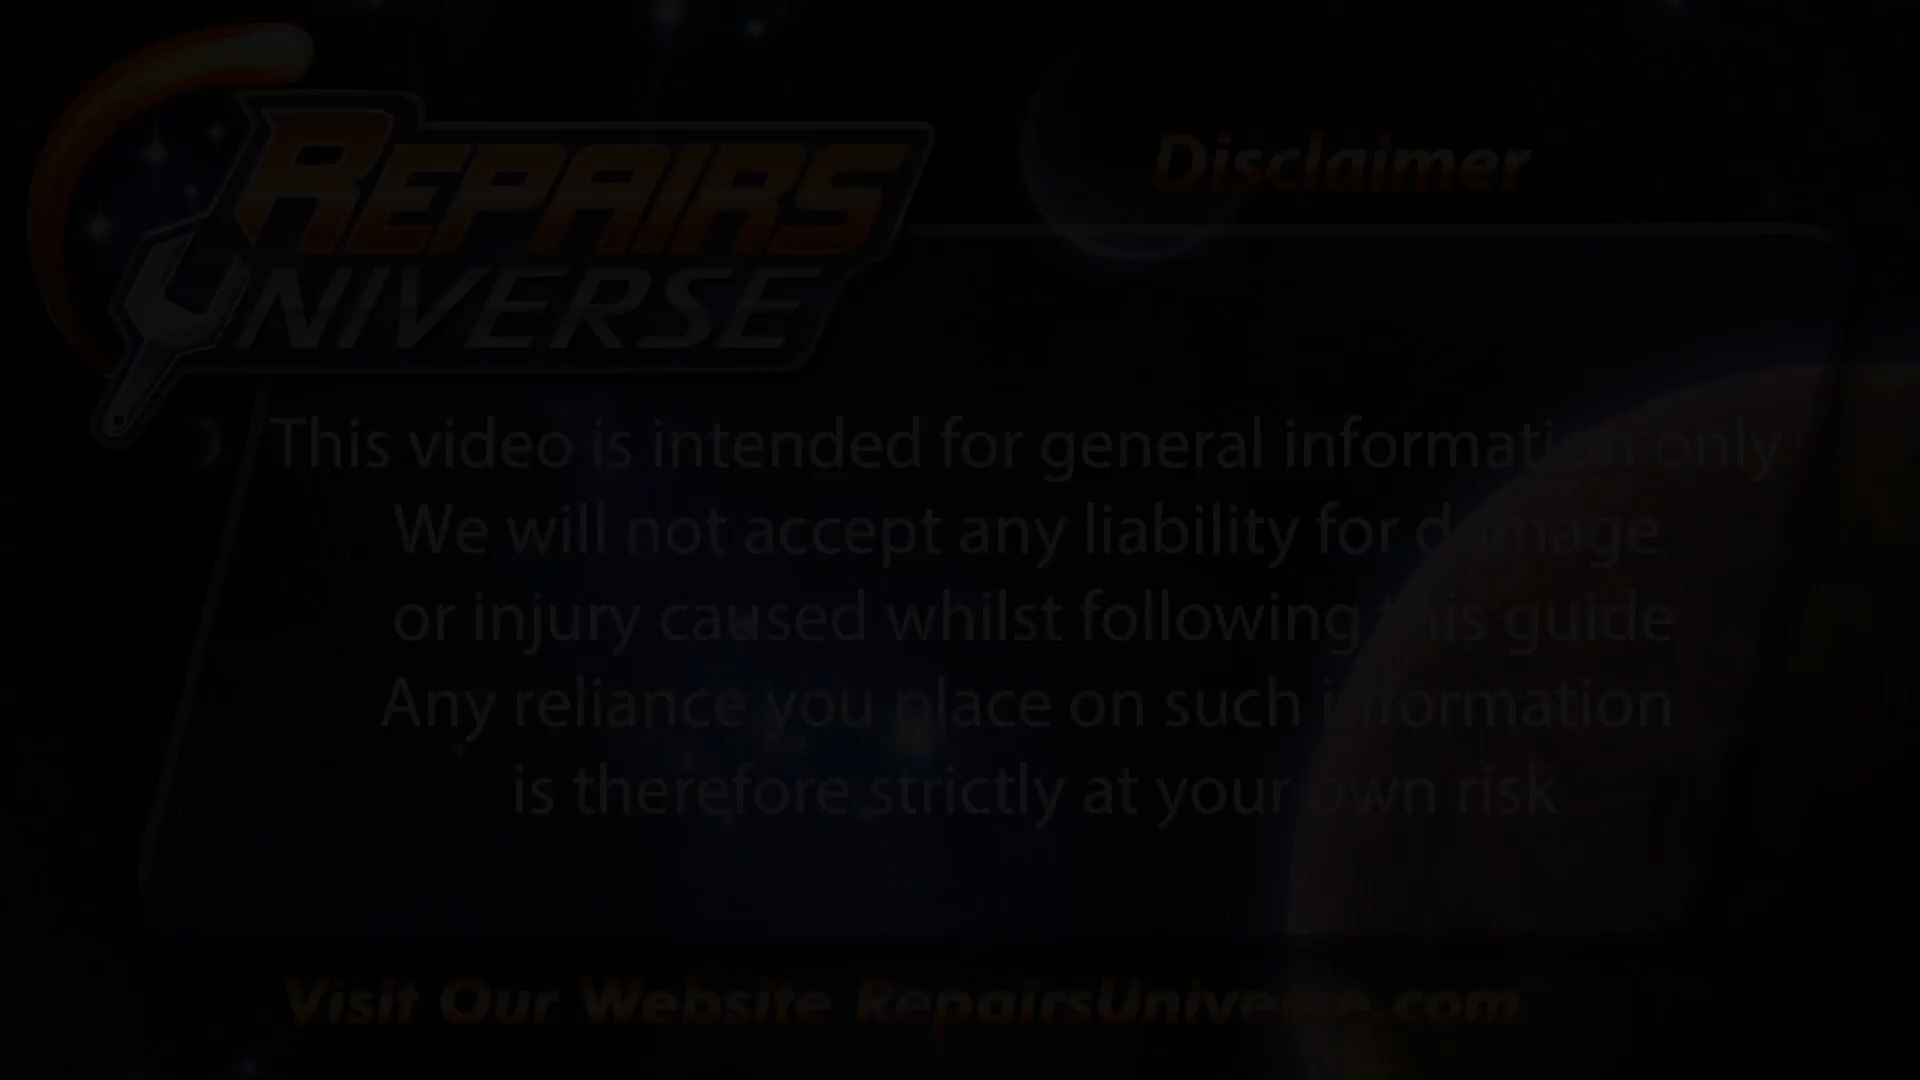 REPAIRS
UNIVERSE
Disclaimer
This video is intended for general information only
We will not accept any liability for damage
or injury caused whilst following this guide
Any reliance you place on such information
is therefore strictly at your own risk
Visit Our Website RepairsUniverse.com